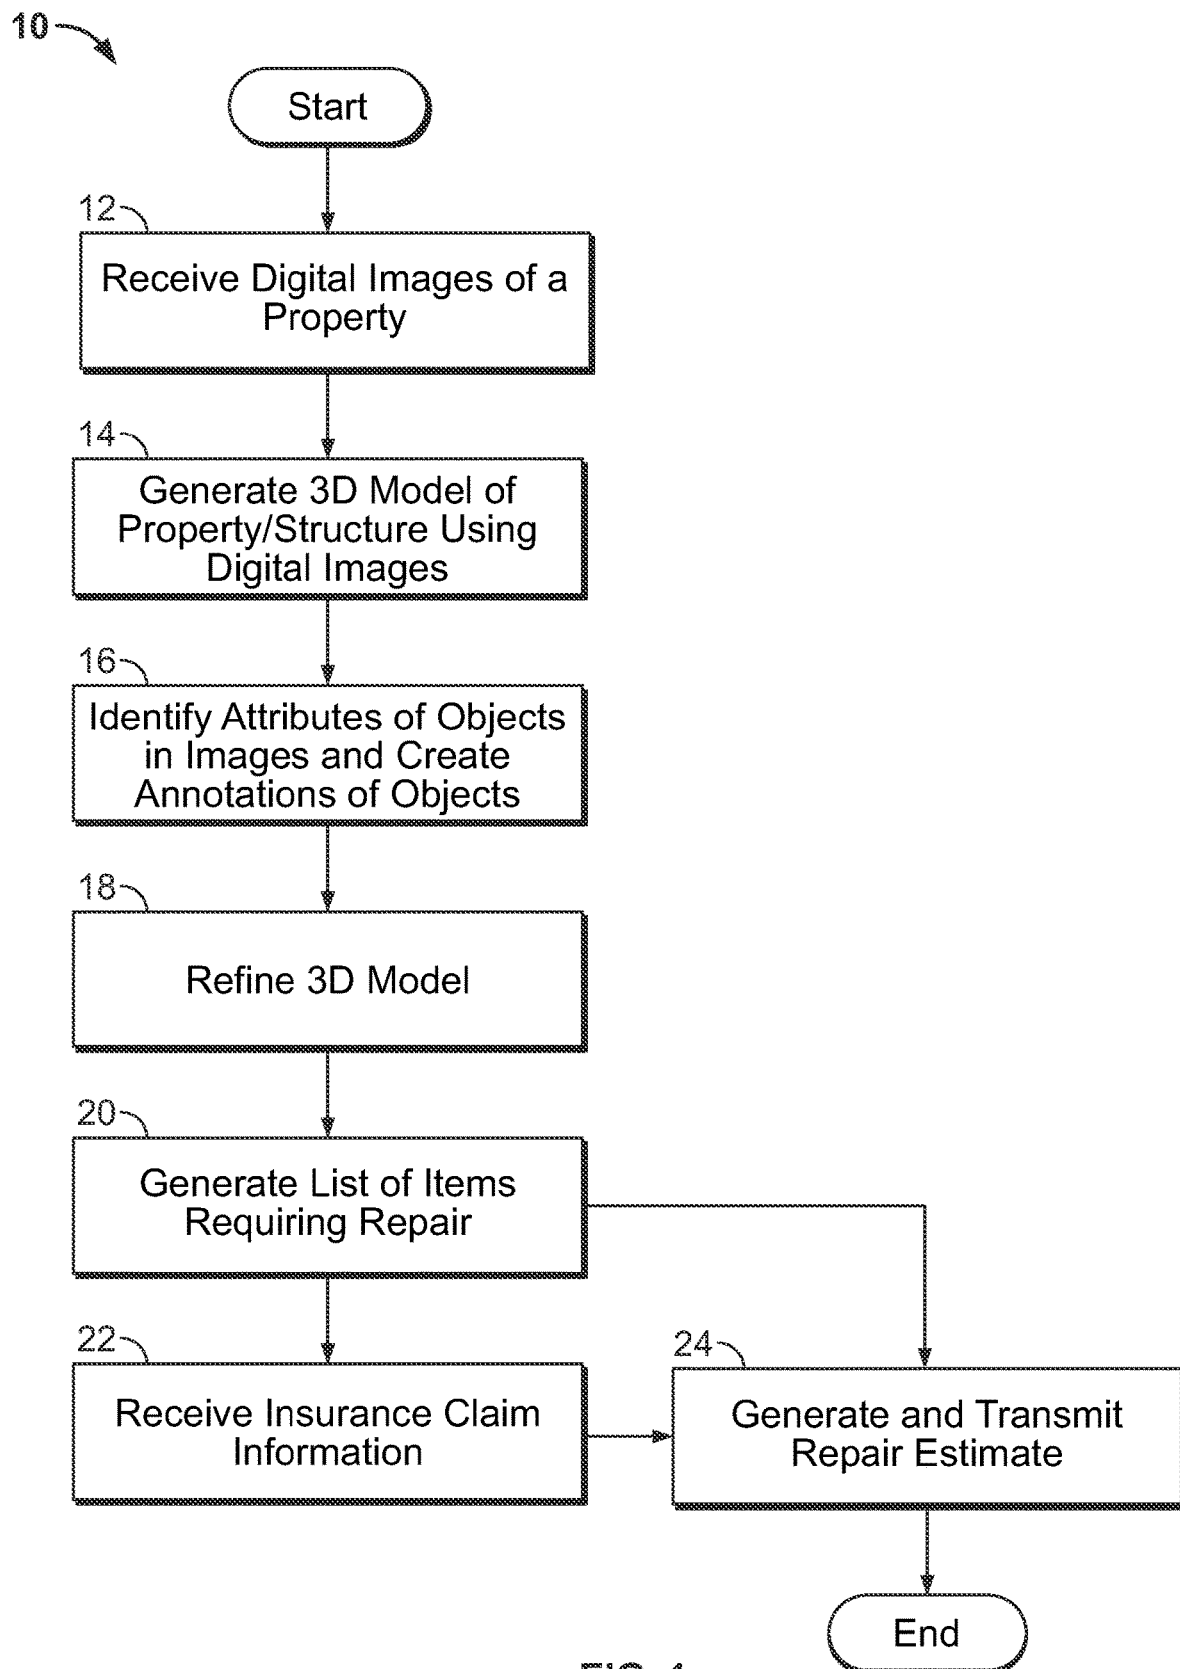 10
Start
12
Receive Digital Images of a
Property
14
Generate 3D Model of
Property/Structure Using
Digital Images
16
Identify Attributes of Objects
in Images and Create
Annotations of Objects
18
Refine 3D Model
20
Generate List of Items
Requiring Repair
22
Receive Insurance Claim
Information
24
Generate and Transmit
Repair Estimate
End